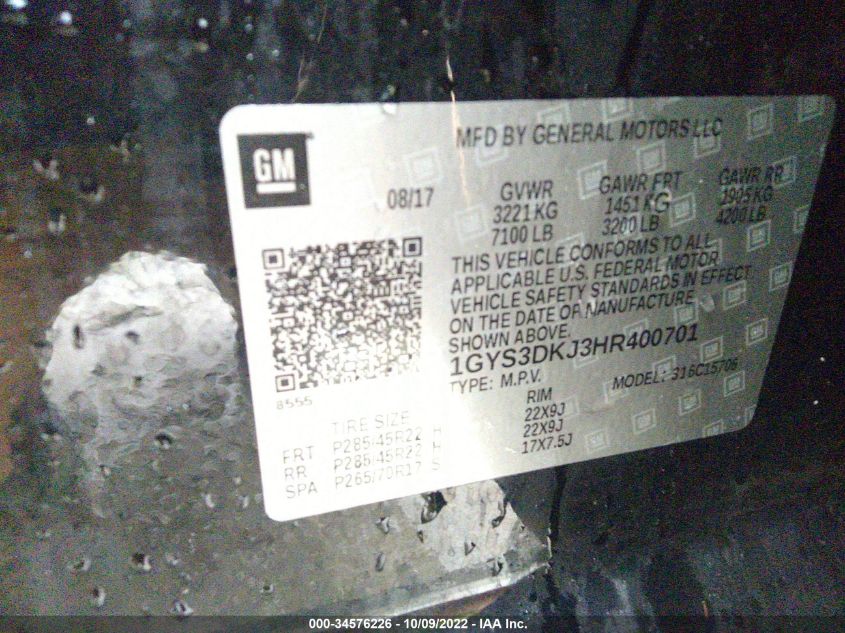 GM
MFD BY GENERAL MOTORS LLC
08/17
GVWR GAWR FRT GAWR RR
3221 KG 1451 KG 1905 KG
7100 LB 3200 LB 4200 LB
THIS VEHICLE CONFORMS TO ALL
APPLICABLE U.S. FEDERAL MOTOR
VEHICLE SAFETY STANDARDS IN EFFECT
ON THE DATE OF MANUFACTURE
SHOWN ABOVE.
1GYS3DKJ3HR400701
TYPE: M.P.V. MODEL: 316C15706
8555
TIRE SIZE RIM
FRT P285/45R22 H 22X9J
RR P285/45R22 H 22X9J
SPA P265/70R17 S 17X7.5J
000-34576226 - 10/09/2022 - IAA Inc.